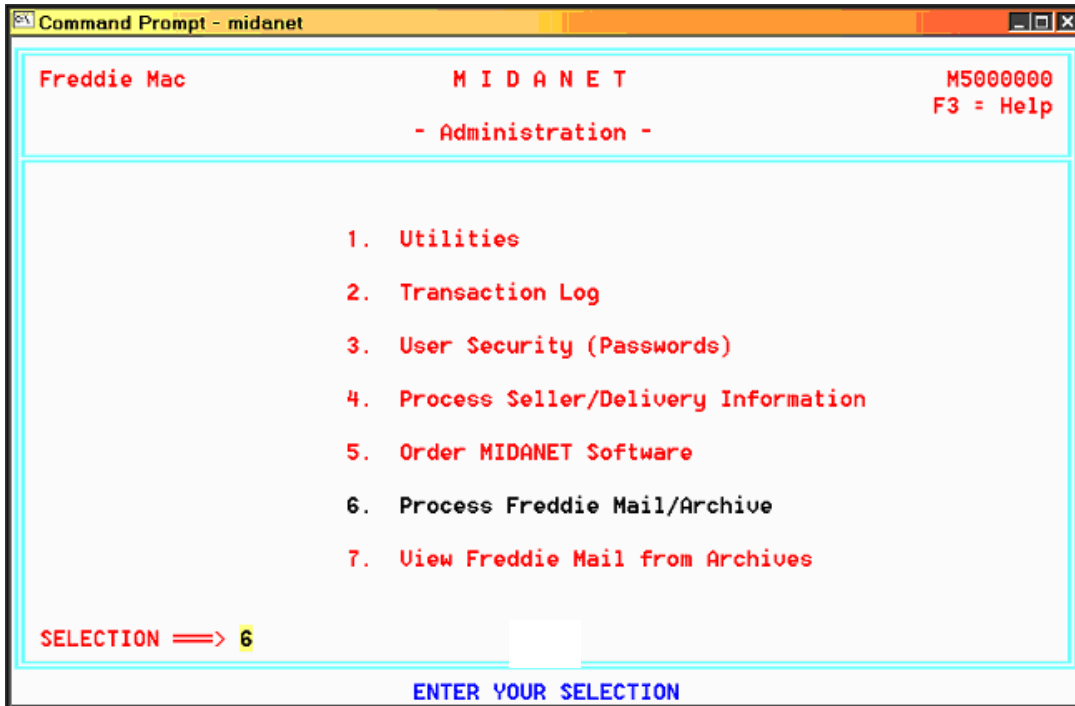 Command Prompt - midanet
Freddie Mac M I D A N E T M5000000
F3 = Help
- Administration -
1. Utilities
2. Transaction Log
3. User Security (Passwords)
4. Process Seller/Delivery Information
5. Order MIDANET Software
6. Process Freddie Mail/Archive
7. View Freddie Mail from Archives
SELECTION ===> 6
ENTER YOUR SELECTION